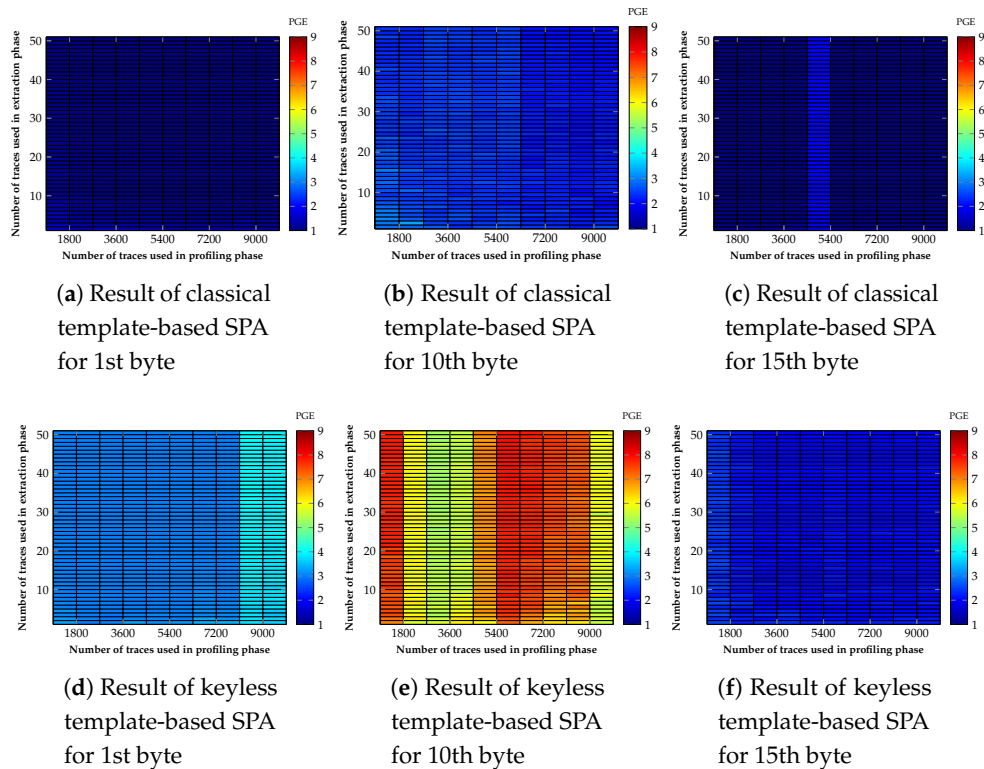 PGE
9
8
7
6
5
4
3
2
1
50
40
30
20
10
1800 3600 5400 7200 9000
Number of traces used in extraction phase
Number of traces used in profiling phase
(a) Result of classical
template-based SPA
for 1st byte
PGE
9
8
7
6
5
4
3
2
1
50
40
30
20
10
1800 3600 5400 7200 9000
Number of traces used in extraction phase
Number of traces used in profiling phase
(b) Result of classical
template-based SPA
for 10th byte
PGE
9
8
7
6
5
4
3
2
1
50
40
30
20
10
1800 3600 5400 7200 9000
Number of traces used in extraction phase
Number of traces used in profiling phase
(c) Result of classical
template-based SPA
for 15th byte
PGE
9
8
7
6
5
4
3
2
1
50
40
30
20
10
1800 3600 5400 7200 9000
Number of traces used in extraction phase
Number of traces used in profiling phase
(d) Result of keyless
template-based SPA
for 1st byte
PGE
9
8
7
6
5
4
3
2
1
50
40
30
20
10
1800 3600 5400 7200 9000
Number of traces used in extraction phase
Number of traces used in profiling phase
(e) Result of keyless
template-based SPA
for 10th byte
PGE
9
8
7
6
5
4
3
2
1
50
40
30
20
10
1800 3600 5400 7200 9000
Number of traces used in extraction phase
Number of traces used in profiling phase
(f) Result of keyless
template-based SPA
for 15th byte